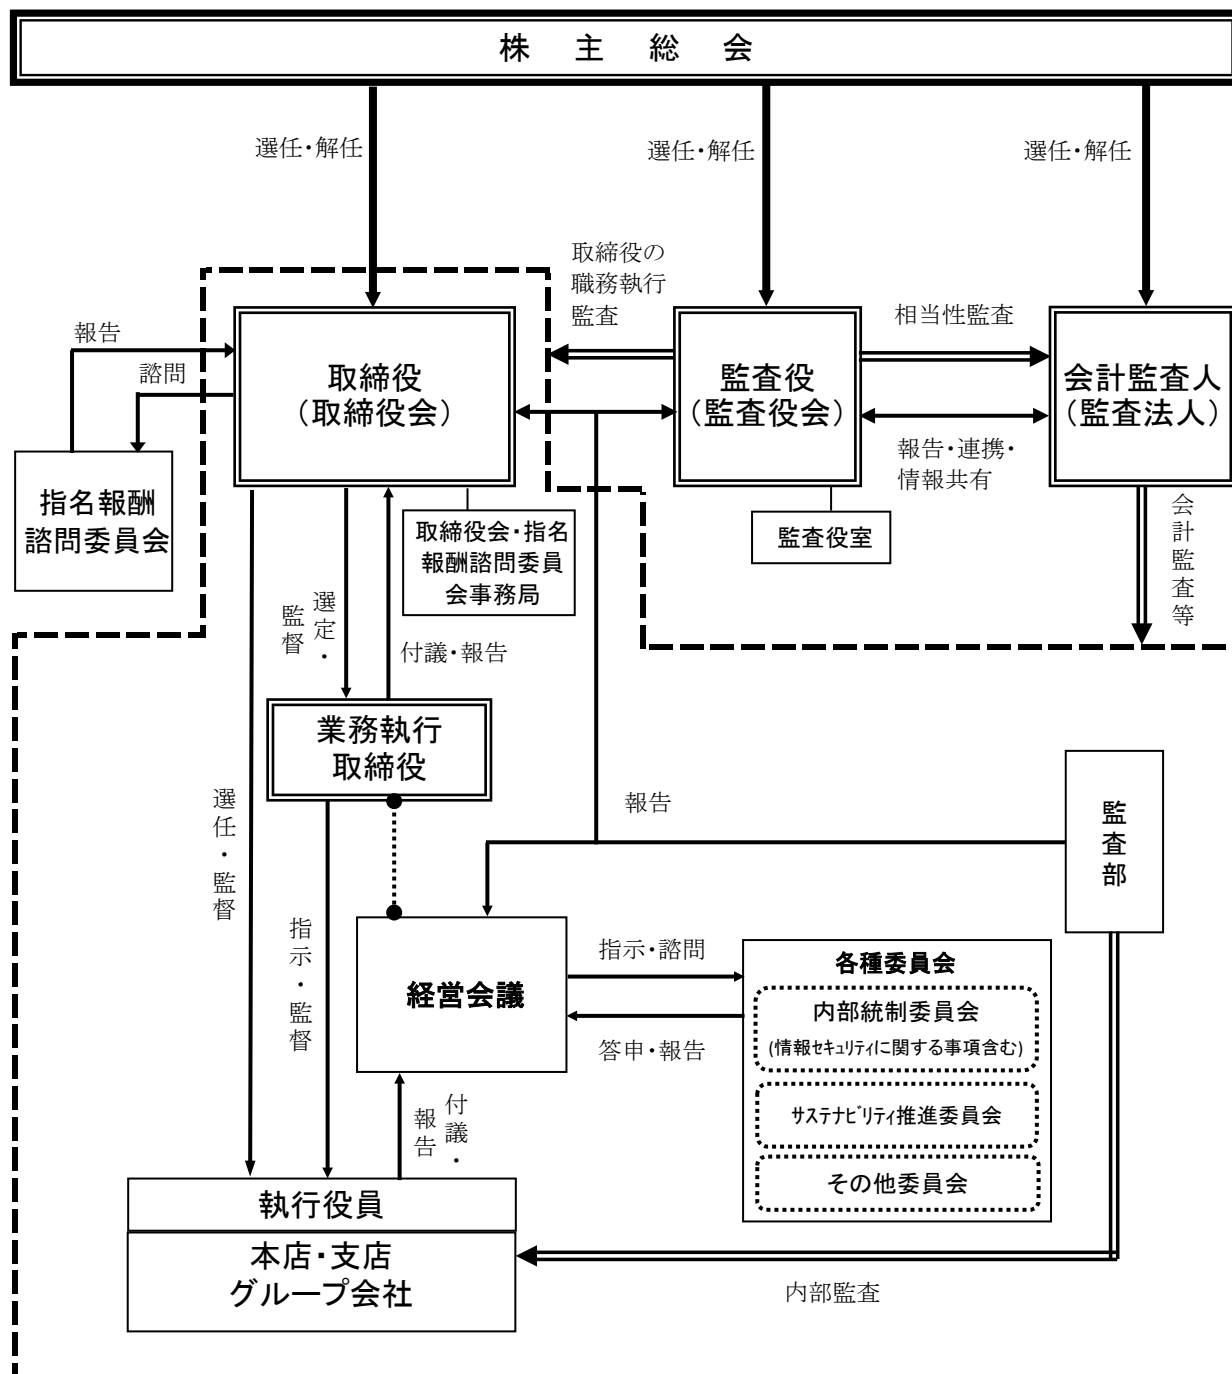 株 主 総 会
選任・解任
選任・解任
選任・解任
取締役の
職務執行
監査
相当性監査
報告
諮問
取締役
（取締役会）
監査役
（監査役会）
会計監査人
（監査法人）
報告・連携・
情報共有
指名報酬
諮問委員会
取締役会・指名
報酬諮問委員
会事務局
監査役室
会計監査等
選定・
監督
付議・報告
業務執行
取締役
選任・監督
報告
監査部
指示・監督
経営会議
指示・諮問
答申・報告
各種委員会
内部統制委員会
(情報ｾｷｭﾘﾃｨに関する事項含む)
ｻｽﾃﾅﾋﾞﾘﾃｨ推進委員会
その他委員会
付議・
報告
執行役員
本店・支店
グループ会社
内部監査